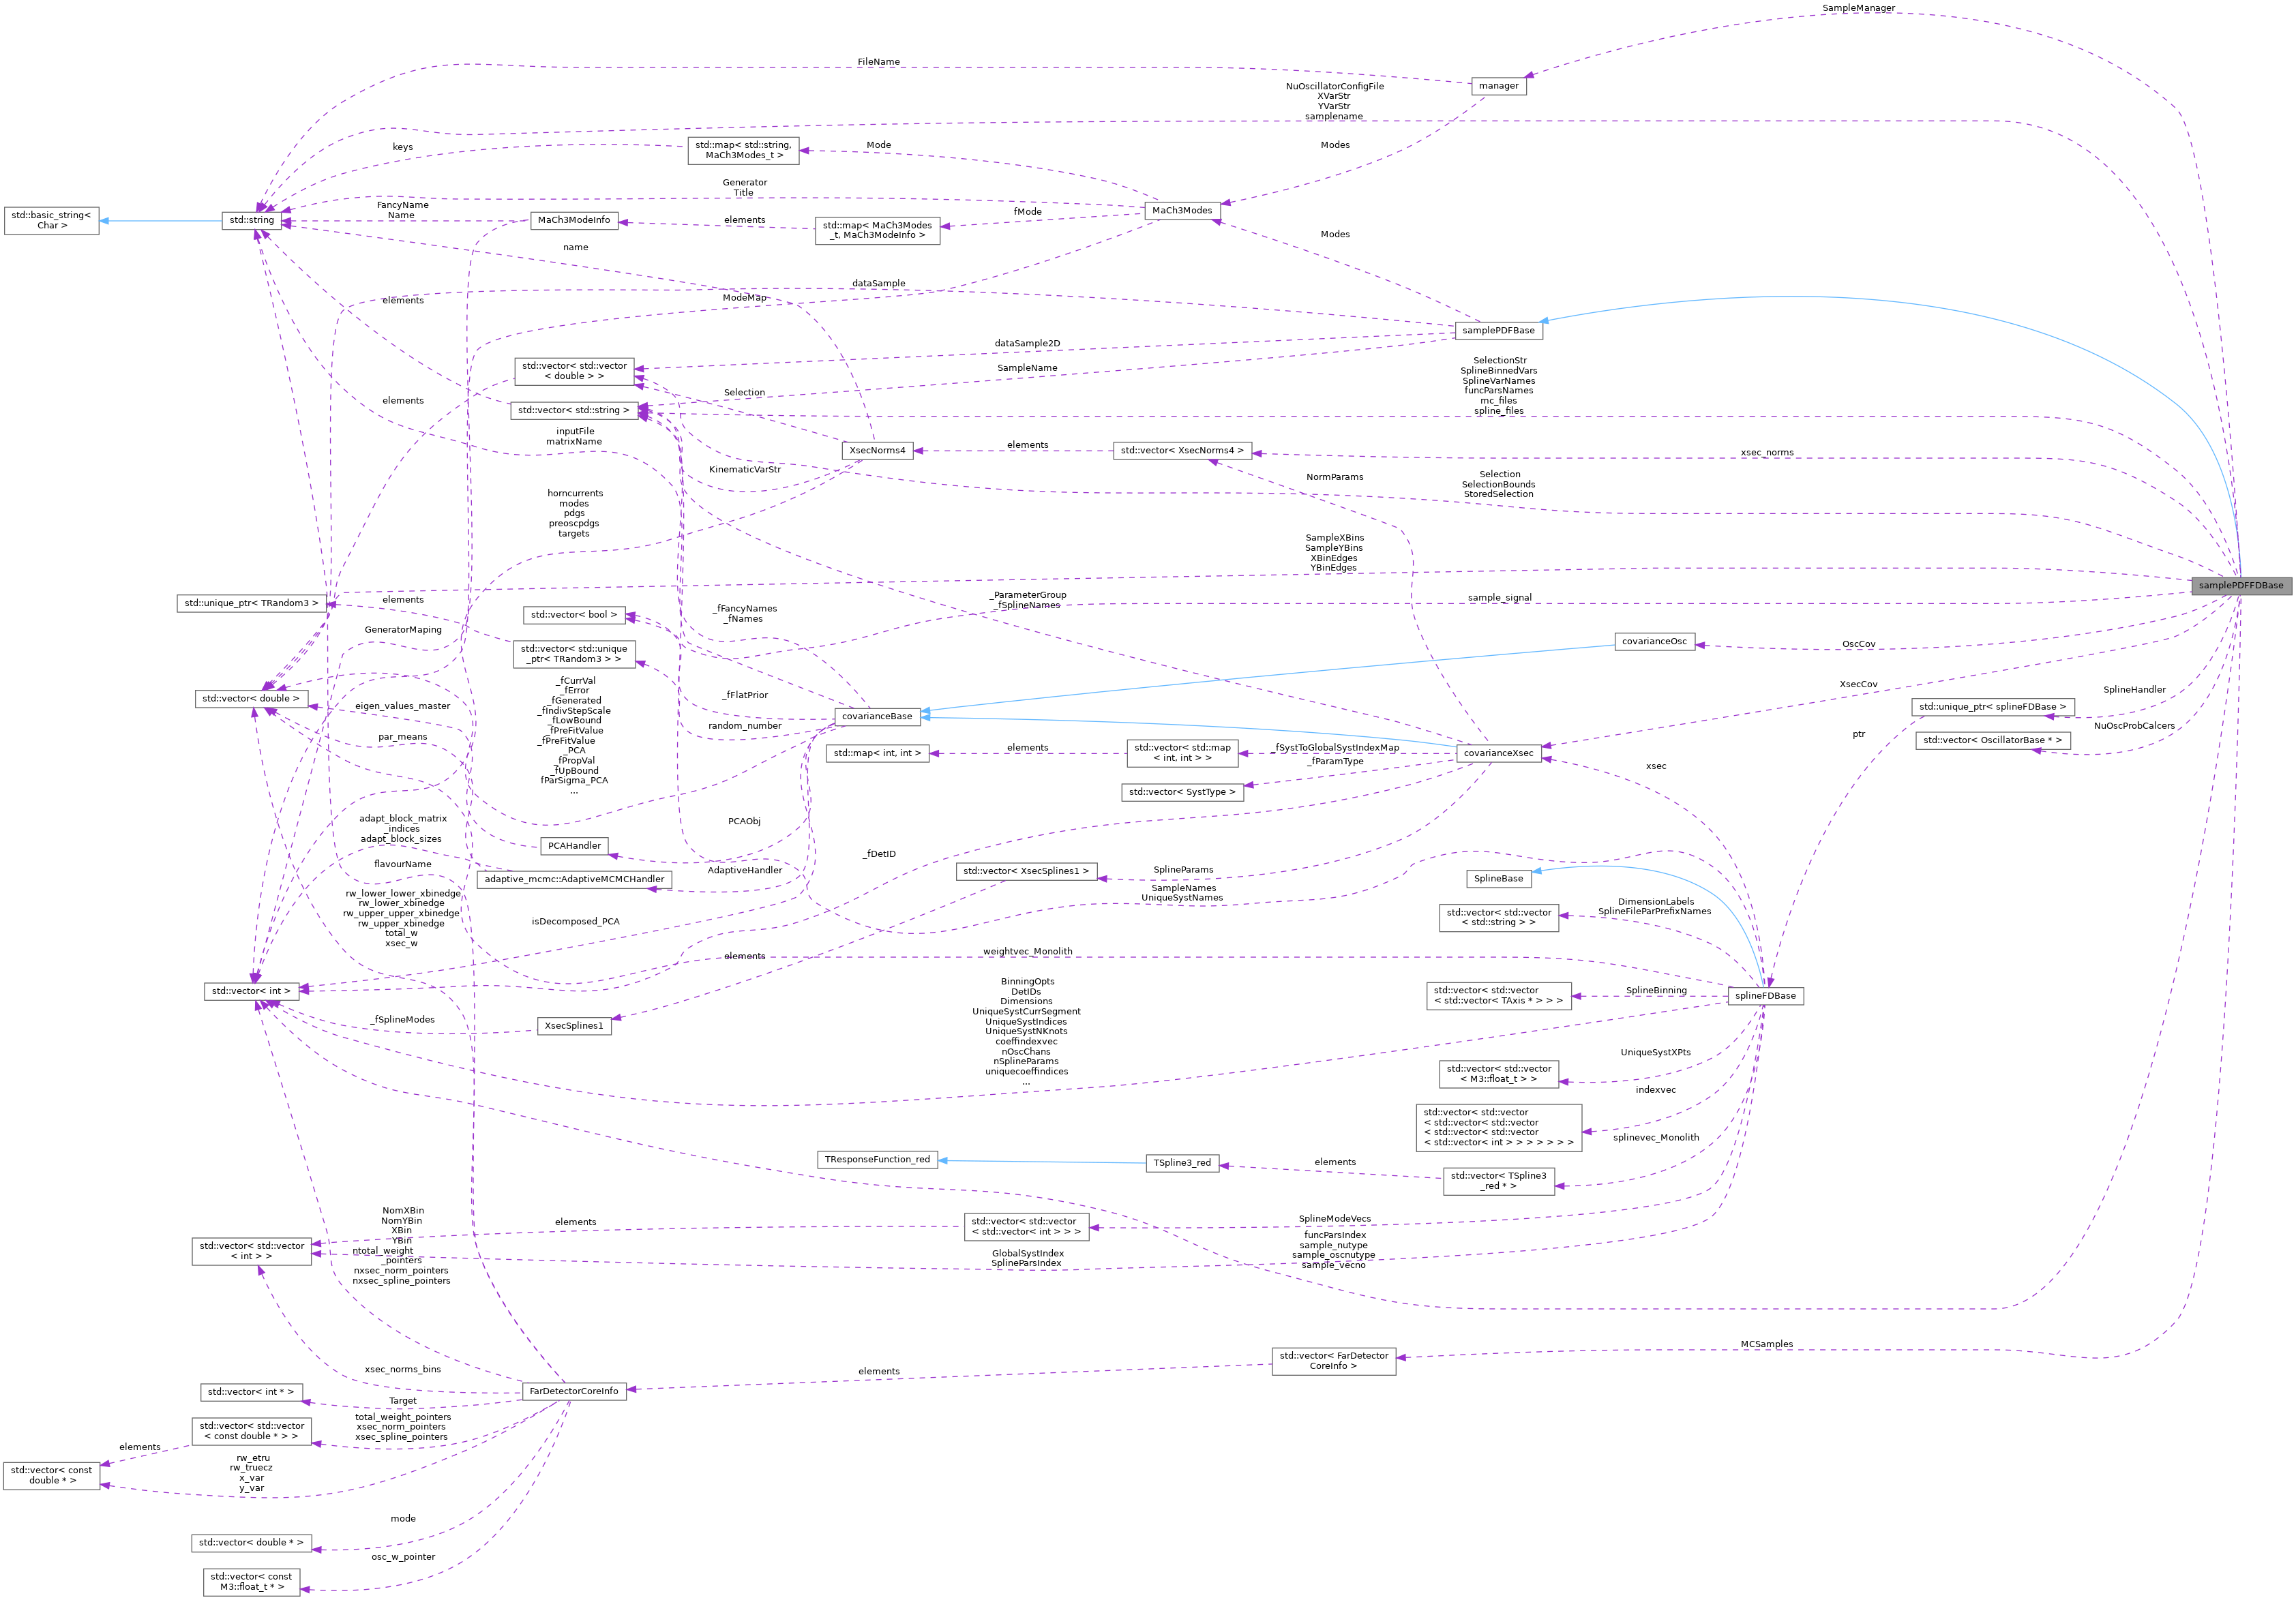 SampleManager
FileName
manager
NuOscillatorConfigFile
XVarStr
YVarStr
samplename
std::map< std::string,
MaCh3Modes_t >
keys
Mode
Modes
Generator
Title
std::basic_string<
Char >
std::string
FancyName
Name
MaCh3ModeInfo
elements
std::map< MaCh3Modes
_t, MaCh3ModeInfo >
fMode
MaCh3Modes
name
Modes
dataSample
elements
ModeMap
samplePDFBase
dataSample2D
std::vector< std::vector
< double > >
SampleName
SelectionStr
SplineBinnedVars
SplineVarNames
funcParsNames
mc_files
spline_files
Selection
elements
std::vector< std::string >
inputFile
matrixName
XsecNorms4
elements
std::vector< XsecNorms4 >
xsec_norms
KinematicVarStr
NormParams
Selection
SelectionBounds
StoredSelection
horncurrents
modes
pdgs
preoscpdgs
targets
SampleXBins
SampleYBins
XBinEdges
YBinEdges
samplePDFFDBase
std::unique_ptr< TRandom3 >
elements
std::vector< bool >
_fFancyNames
_fNames
_ParameterGroup
_fSplineNames
sample_signal
GeneratorMaping
std::vector< std::unique
_ptr< TRandom3 > >
covarianceOsc
OscCov
_fCurrVal
_fError
_fGenerated
_fIndivStepScale
_fLowBound
_fPreFitValue
_fPreFitValue
_PCA
_fPropVal
_fUpBound
fParSigma_PCA
...
std::vector< double >
eigen_values_master
_fFlatPrior
XsecCov
SplineHandler
std::unique_ptr< splineFDBase >
covarianceBase
random_number
NuOscProbCalcers
par_means
std::map< int, int >
elements
std::vector< std::map
< int, int > >
_fSystToGlobalSystIndexMap
covarianceXsec
ptr
std::vector< OscillatorBase * >
_fParamType
xsec
std::vector< SystType >
adapt_block_matrix
_indices
adapt_block_sizes
PCAObj
PCAHandler
_fDetID
flavourName
adaptive_mcmc::AdaptiveMCMCHandler
AdaptiveHandler
std::vector< XsecSplines1 >
SplineParams
SplineBase
rw_lower_lower_xbinedge
rw_lower_xbinedge
rw_upper_upper_xbinedge
rw_upper_xbinedge
total_w
xsec_w
SampleNames
UniqueSystNames
DimensionLabels
SplineFileParPrefixNames
std::vector< std::vector
< std::string > >
isDecomposed_PCA
elements
weightvec_Monolith
std::vector< int >
BinningOpts
DetIDs
Dimensions
UniqueSystCurrSegment
UniqueSystIndices
UniqueSystNKnots
coeffindexvec
nOscChans
nSplineParams
uniquecoeffindices
...
std::vector< std::vector
< std::vector< TAxis * > > >
SplineBinning
splineFDBase
_fSplineModes
XsecSplines1
UniqueSystXPts
std::vector< std::vector
< M3::float_t > >
indexvec
std::vector< std::vector
< std::vector< std::vector
< std::vector< std::vector
< std::vector< int > > > > > > >
splinevec_Monolith
TResponseFunction_red
TSpline3_red
elements
std::vector< TSpline3
_red * >
NomXBin
NomYBin
XBin
YBin
ntotal_weight
_pointers
nxsec_norm_pointers
nxsec_spline_pointers
elements
std::vector< std::vector
< std::vector< int > > >
SplineModeVecs
std::vector< std::vector
< int > >
GlobalSystIndex
SplineParsIndex
funcParsIndex
sample_nutype
sample_oscnutype
sample_vecno
MCSamples
std::vector< FarDetector
CoreInfo >
elements
xsec_norms_bins
FarDetectorCoreInfo
std::vector< int * >
Target
total_weight_pointers
xsec_norm_pointers
xsec_spline_pointers
std::vector< std::vector
< const double * > >
elements
std::vector< const
double * >
rw_etru
rw_truecz
x_var
y_var
mode
std::vector< double * >
osc_w_pointer
std::vector< const
M3::float_t * >